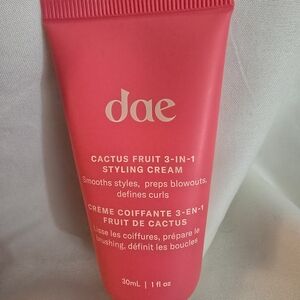 dae
CACTUS FRUIT 3-IN-1
STYLING CREAM
Smooths styles, preps blowouts,
defines curls
CRÈME COIFFANTE 3-EN-1
FRUIT DE CACTUS
Lisse les coiffures, prépare le
brushing, définit les boucles
30mL | 1 fl oz